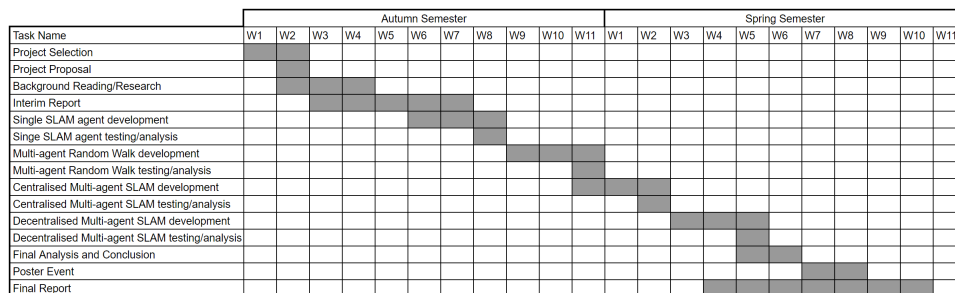 Autumn Semester Spring Semester
Task Name W1 W2 W3 W4 W5 W6 W7 W8 W9 W10 W11 W1 W2 W3 W4 W5 W6 W7 W8 W9 W10 W11
Project Selection
Project Proposal
Background Reading/Research
Interim Report
Single SLAM agent development
Singe SLAM agent testing/analysis
Multi-agent Random Walk development
Multi-agent Random Walk testing/analysis
Centralised Multi-agent SLAM development
Centralised Multi-agent SLAM testing/analysis
Decentralised Multi-agent SLAM development
Decentralised Multi-agent SLAM testing/analysis
Final Analysis and Conclusion
Poster Event
Final Report